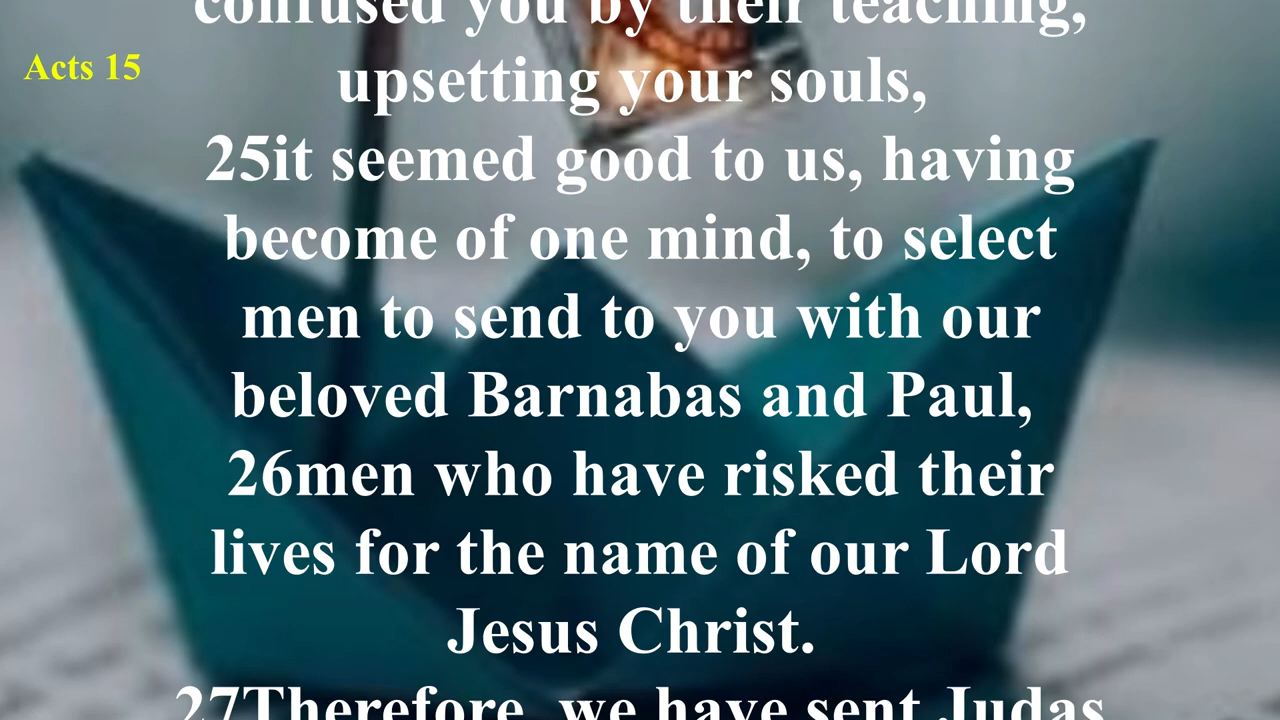 confused you by their teaching,
Acts 15
upsetting your souls,
25it seemed good to us, having
become of one mind, to select
men to send to you with our
beloved Barnabas and Paul,
26men who have risked their
lives for the name of our Lord
Jesus Christ.
27Therefore, we have sent Judas